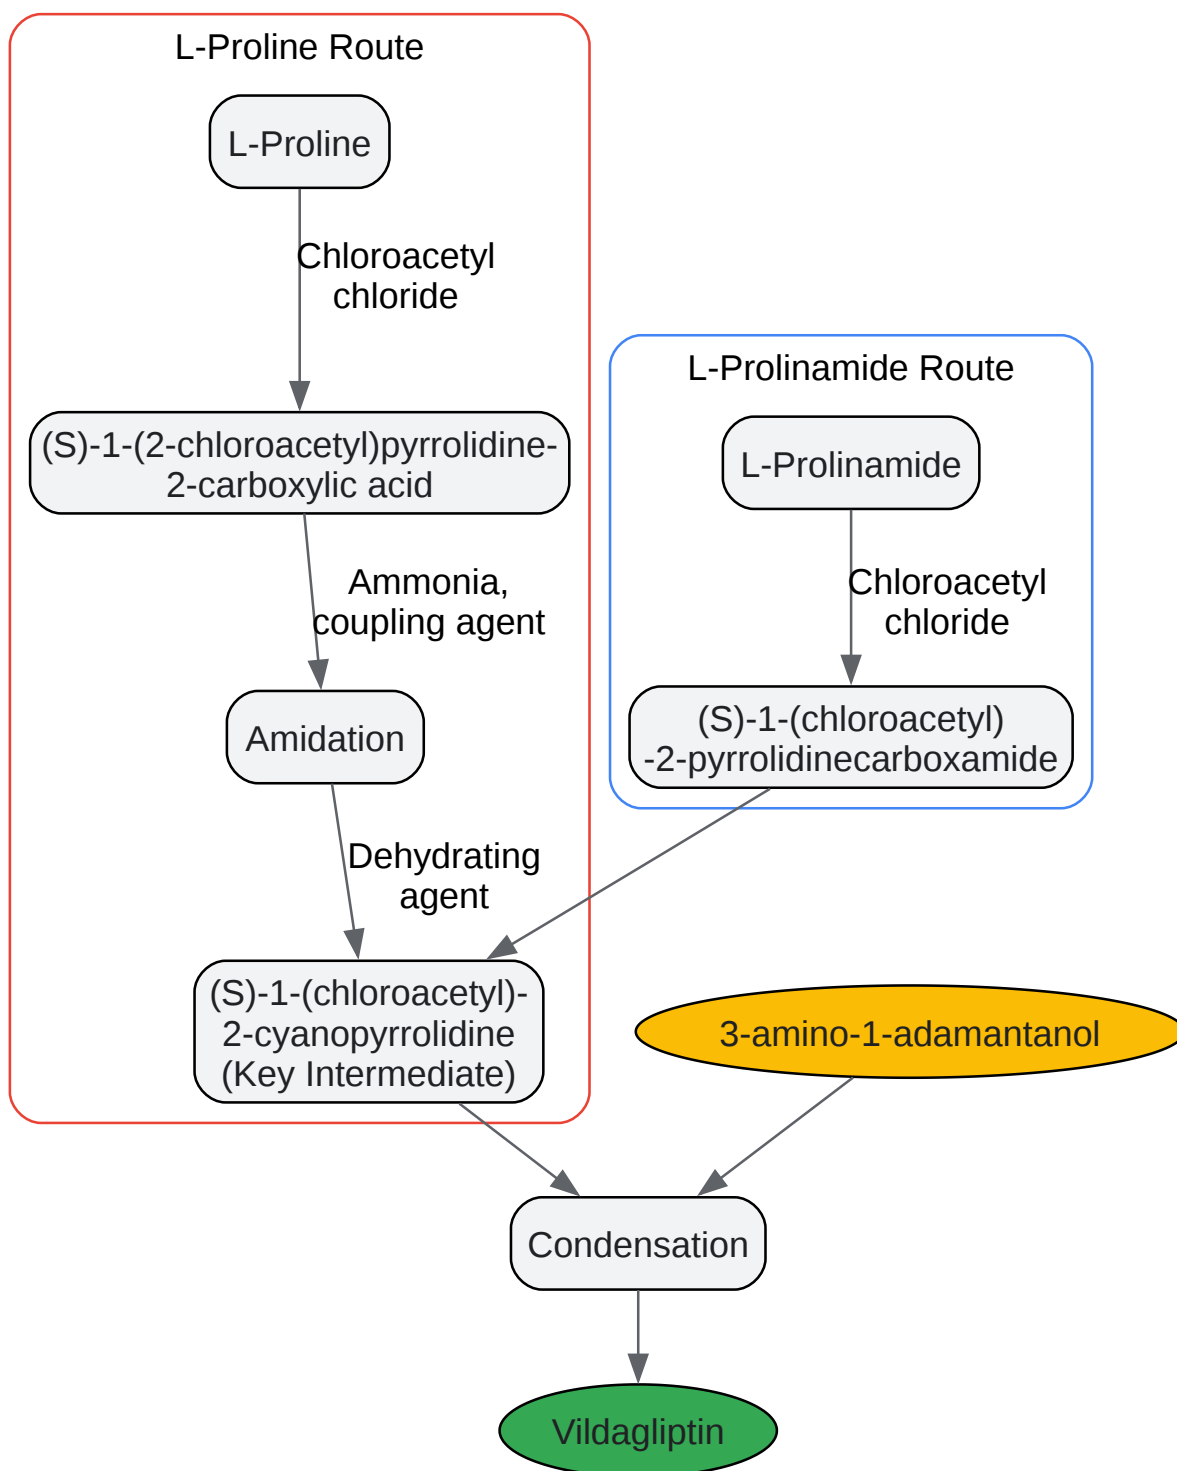 L-Proline Route
L-Proline
Chloroacetyl
chloride
(S)-1-(2-chloroacetyl)pyrrolidine-
2-carboxylic acid
Ammonia,
coupling agent
Amidation
Dehydrating
agent
(S)-1-(chloroacetyl)-
2-cyanopyrrolidine
(Key Intermediate)
L-Prolinamide Route
L-Prolinamide
Chloroacetyl
chloride
(S)-1-(chloroacetyl)
-2-pyrrolidinecarboxamide
3-amino-1-adamantanol
Condensation
Vildagliptin